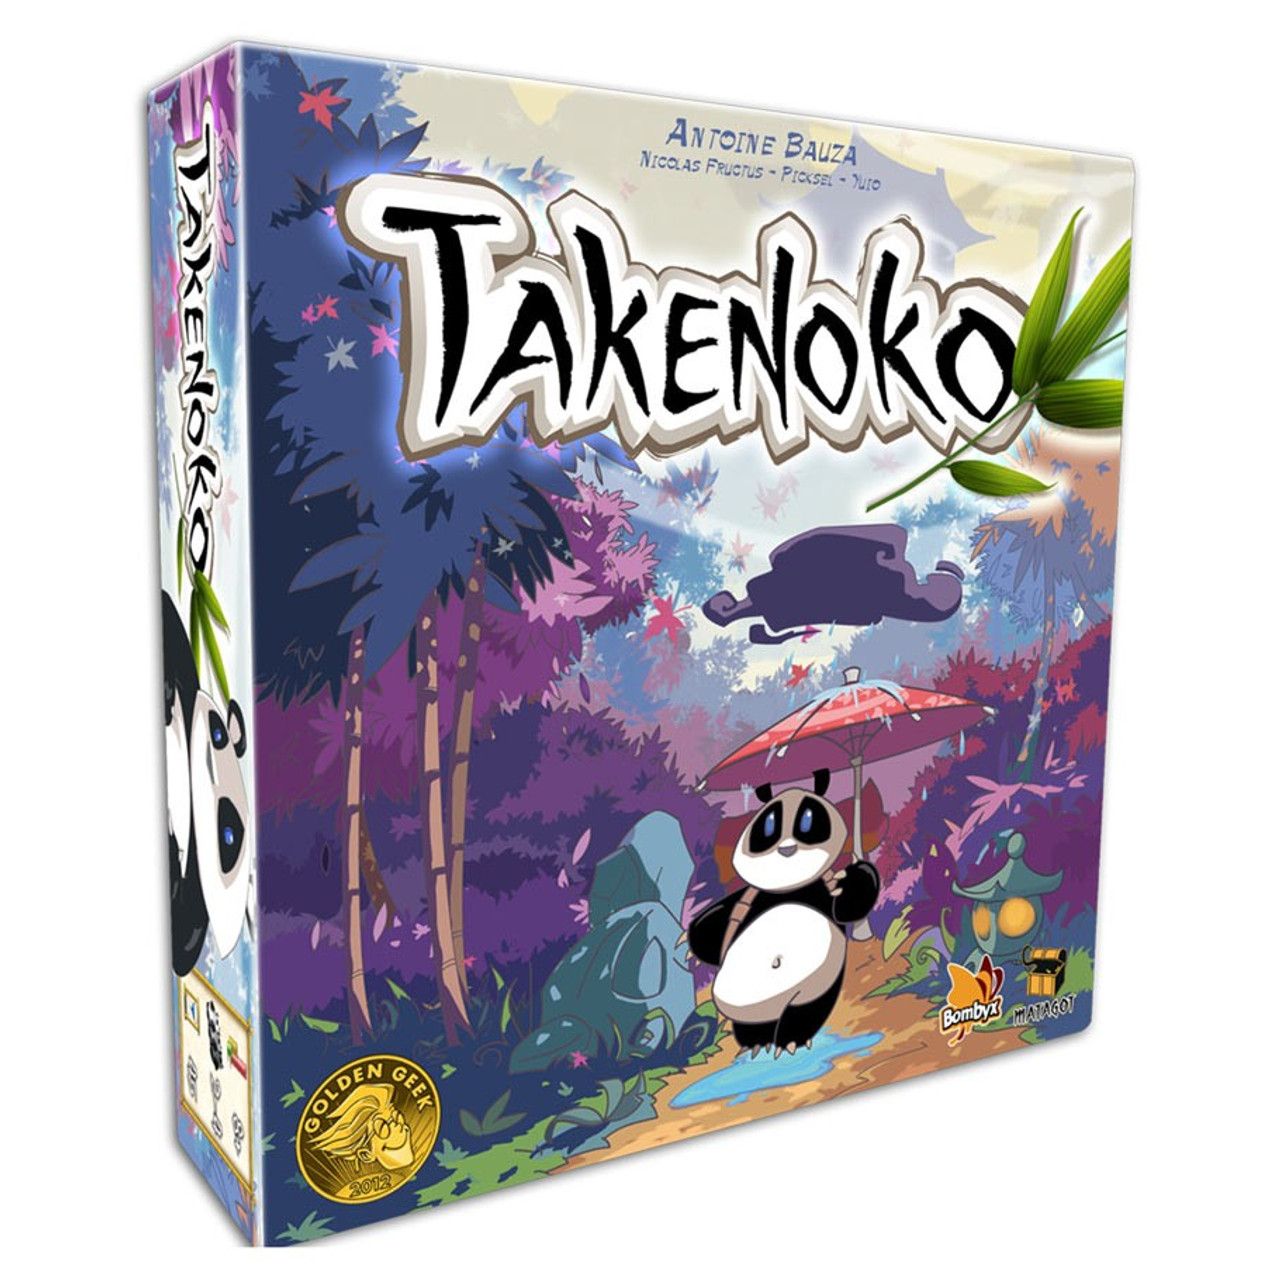 ANTOINE BAUZA
NICOLAS FRUCTUS - PICKSEL - YUIO
TAKENOKO
TAKENOKO
Bombyx
MATAGOT
GOLDEN GEEK
2012